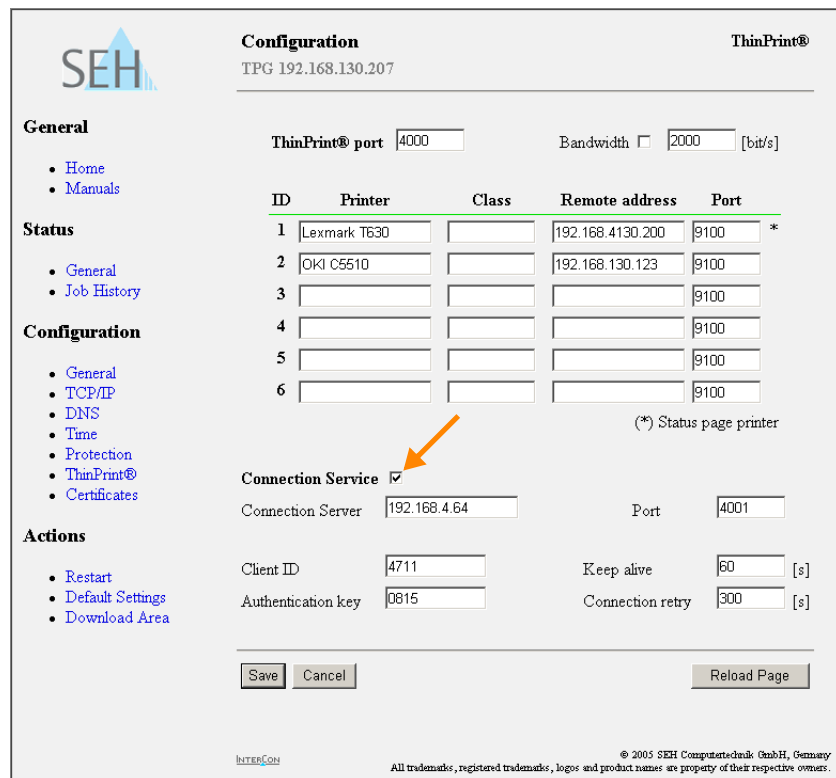 SEH
Configuration ThinPrint®
TPG 192.168.130.207
General
Home
Manuals
Status
General
Job History
Configuration
General
TCP/IP
DNS
Time
Protection
ThinPrint®
Certificates
Actions
Restart
Default Settings
Download Area
ThinPrint® port 4000 Bandwidth 2000 [bit/s]
ID Printer Class Remote address Port
1 Lexmark T630 192.168.4130.200 9100 *
2 OKI C5510 192.168.130.123 9100
3 9100
4 9100
5 9100
6 9100
(*) Status page printer
Connection Service
Connection Server 192.168.4.64 Port 4001
Client ID 4711 Keep alive 60 [s]
Authentication key 0815 Connection retry 300 [s]
Save Cancel Reload Page
INTERCON
© 2005 SEH Computertechnik GmbH, Germany
All trademarks, registered trademarks, logos and product names are property of their respective owners.